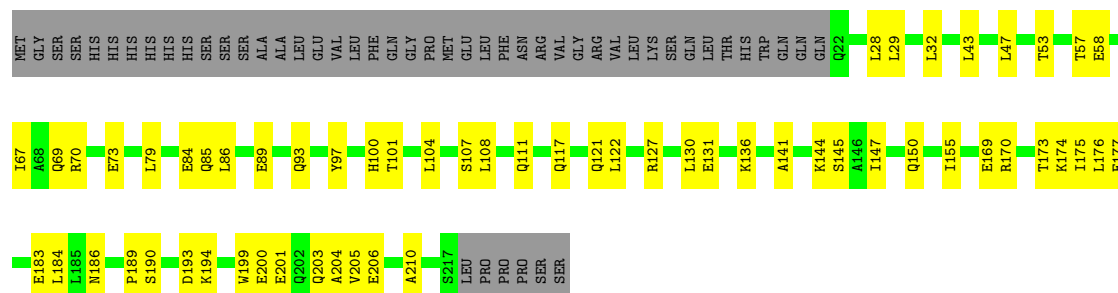 MET GLY SER SER HIS HIS HIS HIS HIS HIS SER SER SER ALA ALA LEU GLU VAL LEU PHE GLN GLY PRO MET GLU LEU PHE ASN ARG VAL GLY ARG VAL LEU LYS SER GLN LEU THR HIS TRP GLN GLN GLN Q22 L28 L29 L32 L43 L47 T53 T57 E58
I67 A68 Q69 R70 E73 L79 E84 Q85 L86 E89 Q93 Y97 H100 T101 L104 S107 L108 Q111 Q117 Q121 L122 R127 L130 E131 K136 A141 K144 S145 A146 I147 Q150 I155 E169 R170 T173 K174 I175 L176 E177
E183 L184 L185 N186 P189 S190 D193 K194 W199 E200 E201 Q202 Q203 A204 V205 E206 A210 S217 LEU PRO PRO PRO SER SER